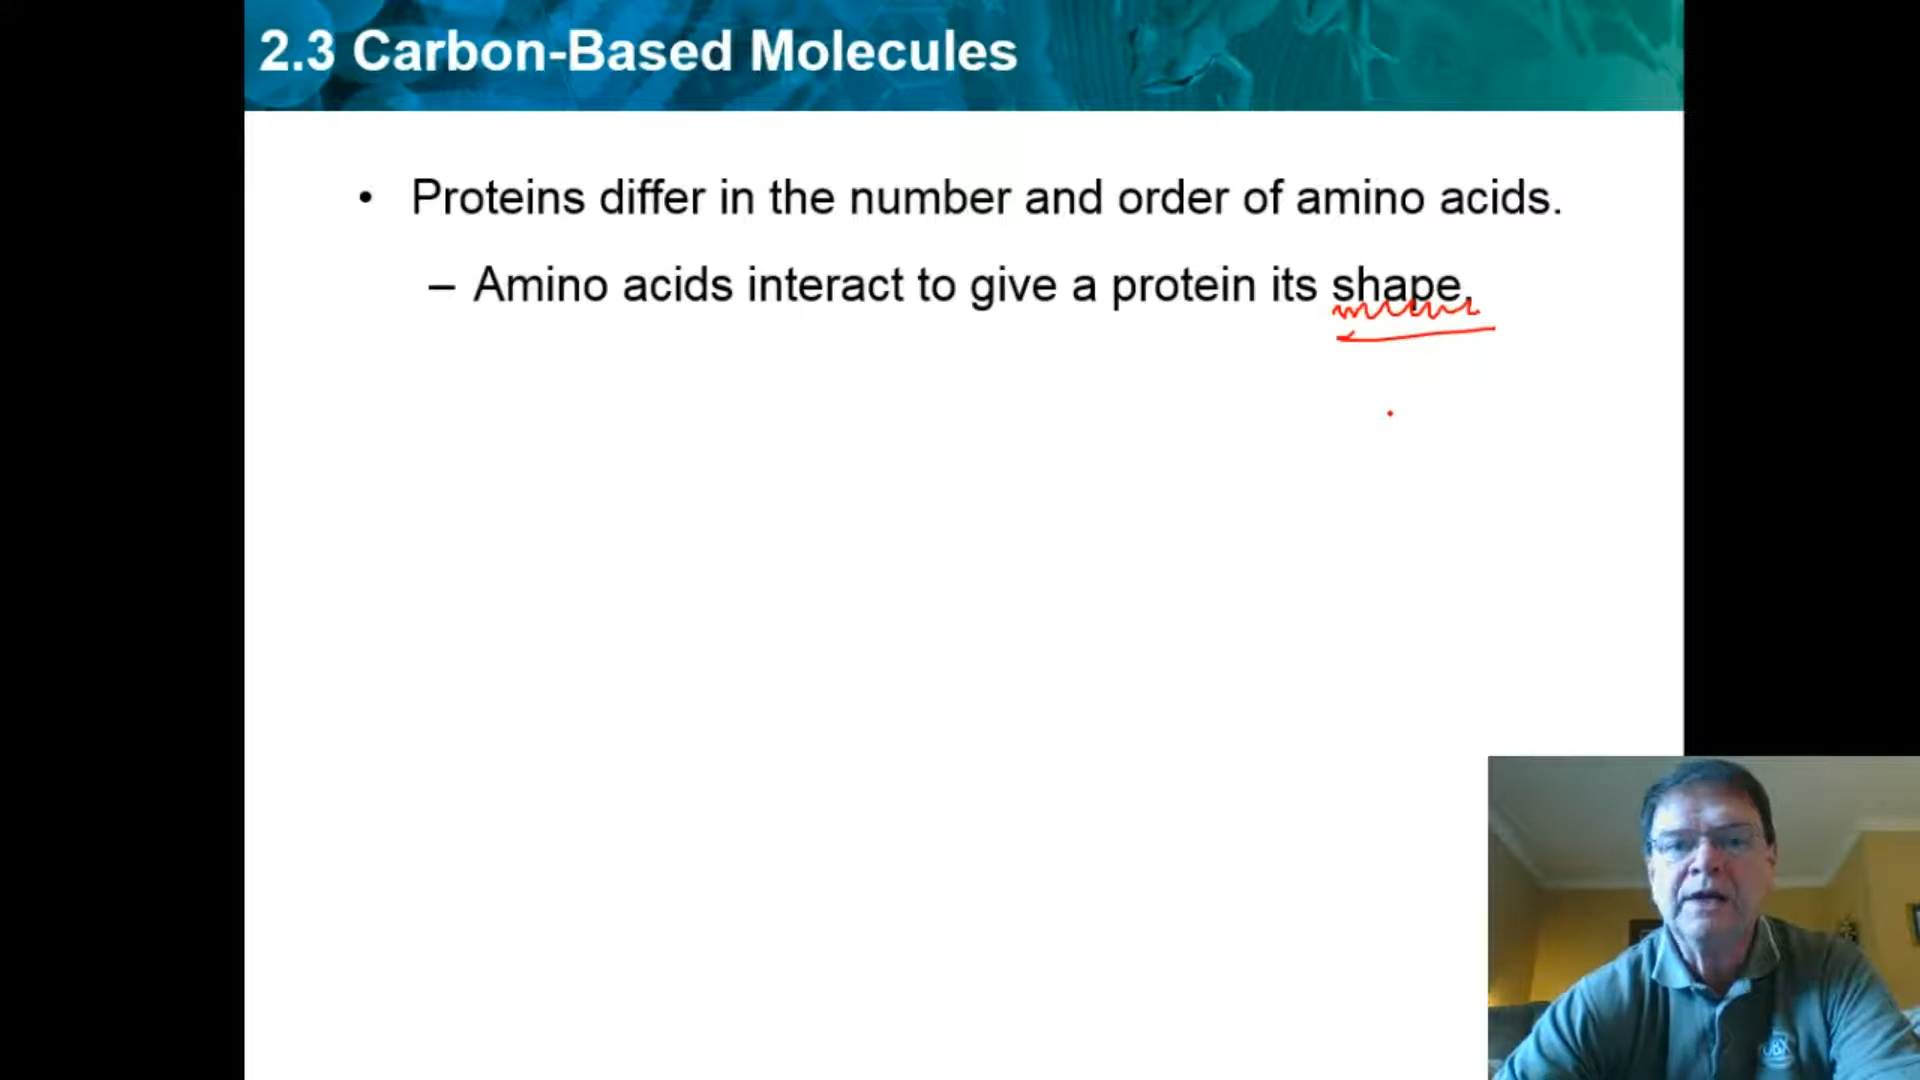 2.3 Carbon-Based Molecules
• Proteins differ in the number and order of amino acids.
– Amino acids interact to give a protein its shape.